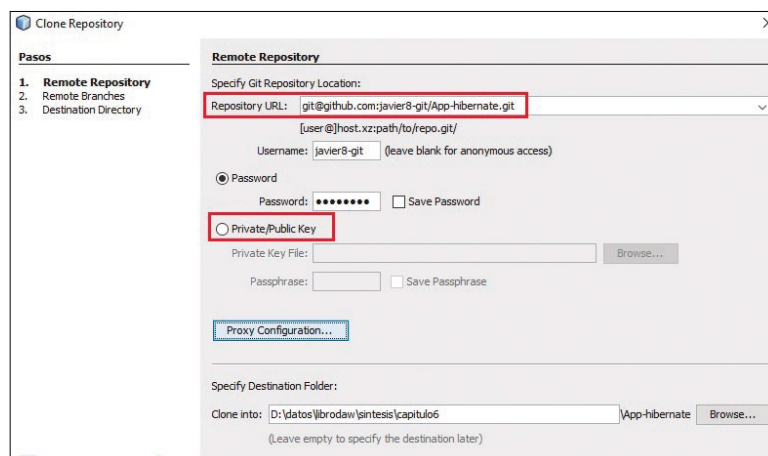 Clone Repository
Pasos
1. Remote Repository
2. Remote Branches
3. Destination Directory
Remote Repository
Specify Git Repository Location:
Repository URL: git@github.com:javier8-git/App-hibernate.git
[user@]host.xz:path/to/repo.git/
Username: javier8-git (leave blank for anonymous access)
Password
Password: ●●●●●●●● Save Password
Private/Public Key
Private Key File: Browse...
Passphrase: Save Passphrase
Proxy Configuration...
Specify Destination Folder:
Clone into: D:\datos\librodaw\sintesis\capitulo6 \App-hibernate Browse...
(Leave empty to specify the destination later)